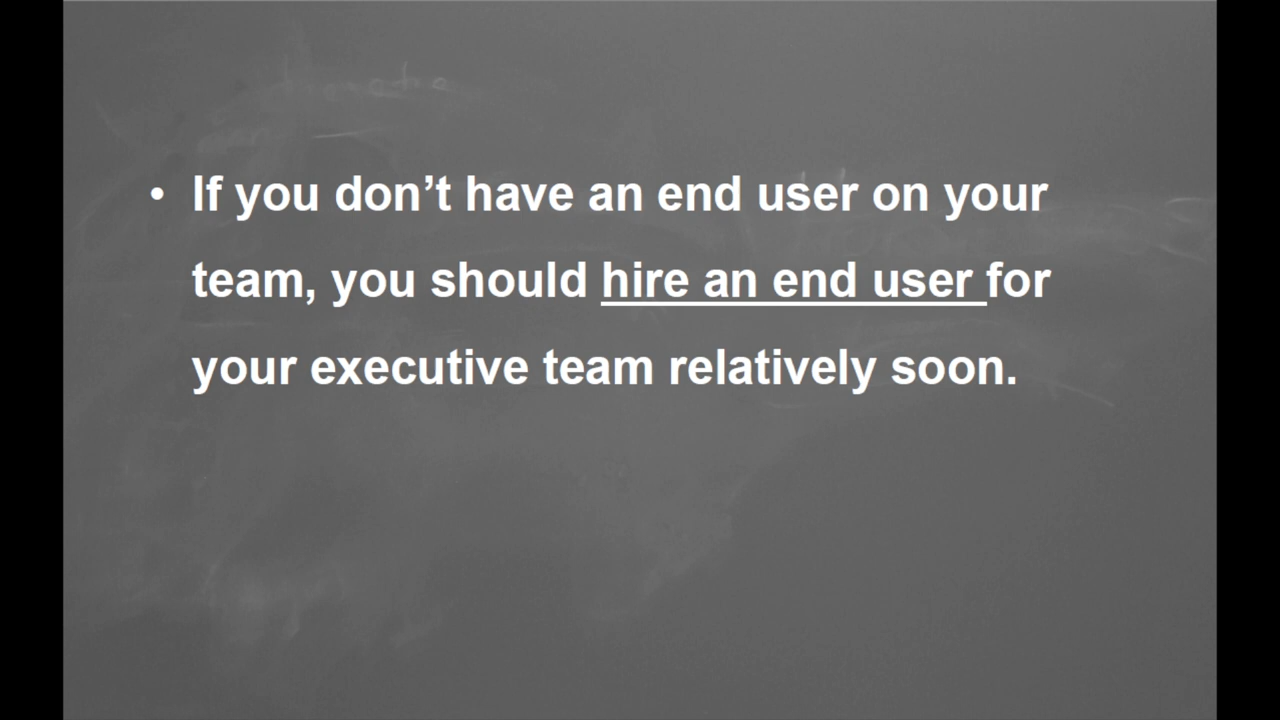 • If you don’t have an end user on your
team, you should hire an end user for
your executive team relatively soon.